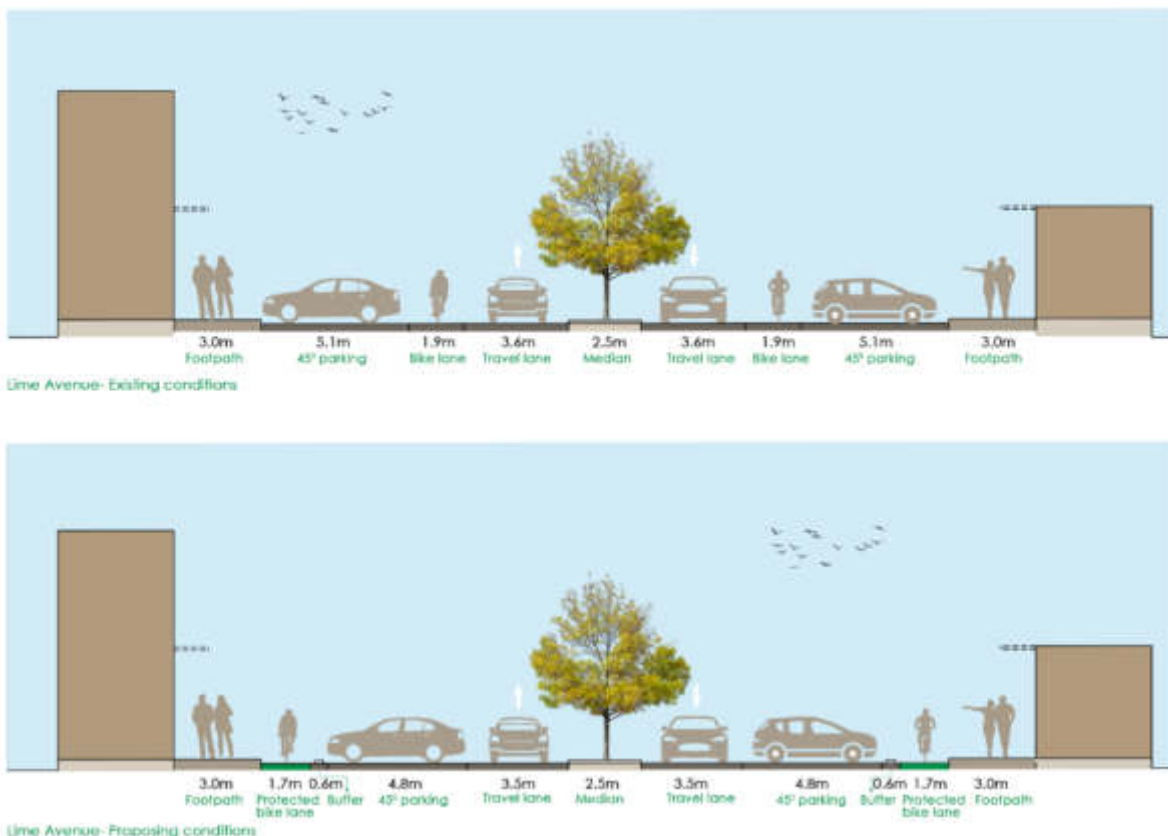 3.0m 5.1m 1.9m 3.6m 2.5m 3.6m 1.9m 5.1m 3.0m
Footpath 45° parking Bike lane Travel lane Median Travel lane Bike lane 45° parking Footpath
Lime Avenue- Existing conditions
3.0m 1.7m 0.6m 4.8m 3.5m 2.5m 3.5m 4.8m 0.6m 1.7m 3.0m
Footpath Protected Buffer 45° parking Travel lane Median Travel lane 45° parking Buffer Protected Footpath
bike lane bike lane
Lime Avenue- Proposing conditions